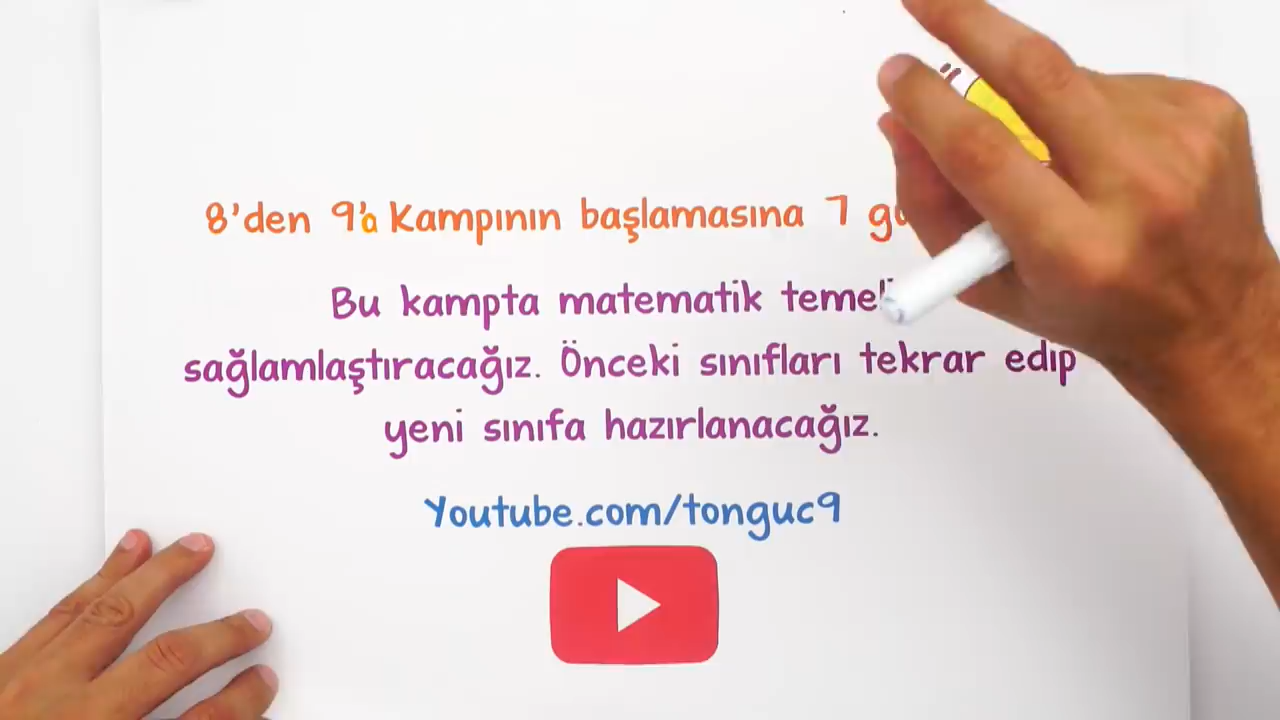 8'den 9'a Kampının başlamasına 7
Bu kampta matematik
sağlamlaştıracağız. Önceki sınıfları tekrar edip
yeni sınıfa hazırlanacağız.
Youtube.com/tonguc9